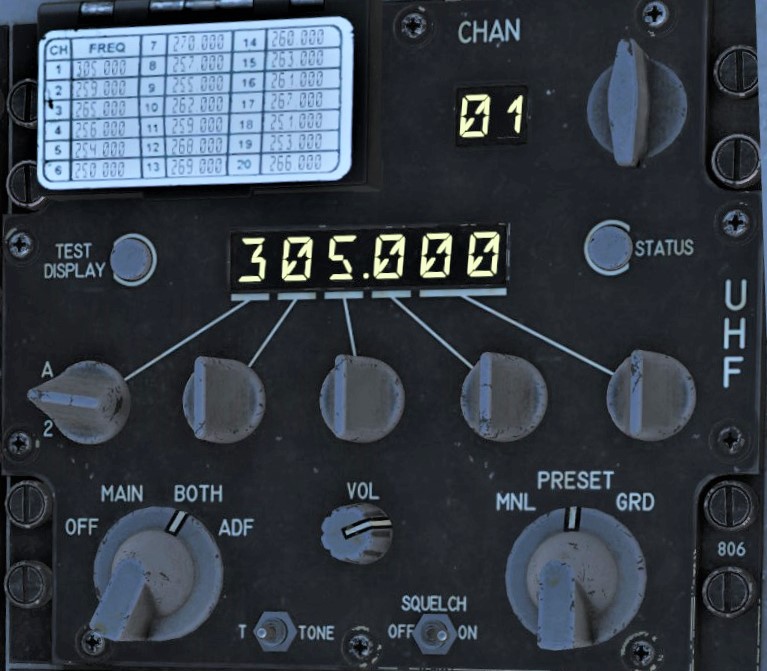 CHAN
CH FREQ 7 270.000 14 260.000
1 305.000 8 257.000 15 263.000
2 259.000 9 255.000 16 261.000
3 265.000 10 262.000 17 267.000
4 256.000 11 259.000 18 251.000
5 254.000 12 268.000 19 253.000
6 250.000 13 269.000 20 266.000
01
305.000
TEST
DISPLAY
STATUS
UHF
A
2
MAIN BOTH
OFF ADF
VOL
PRESET
MNL GRD
806
SQUELCH
T TONE
OFF ON